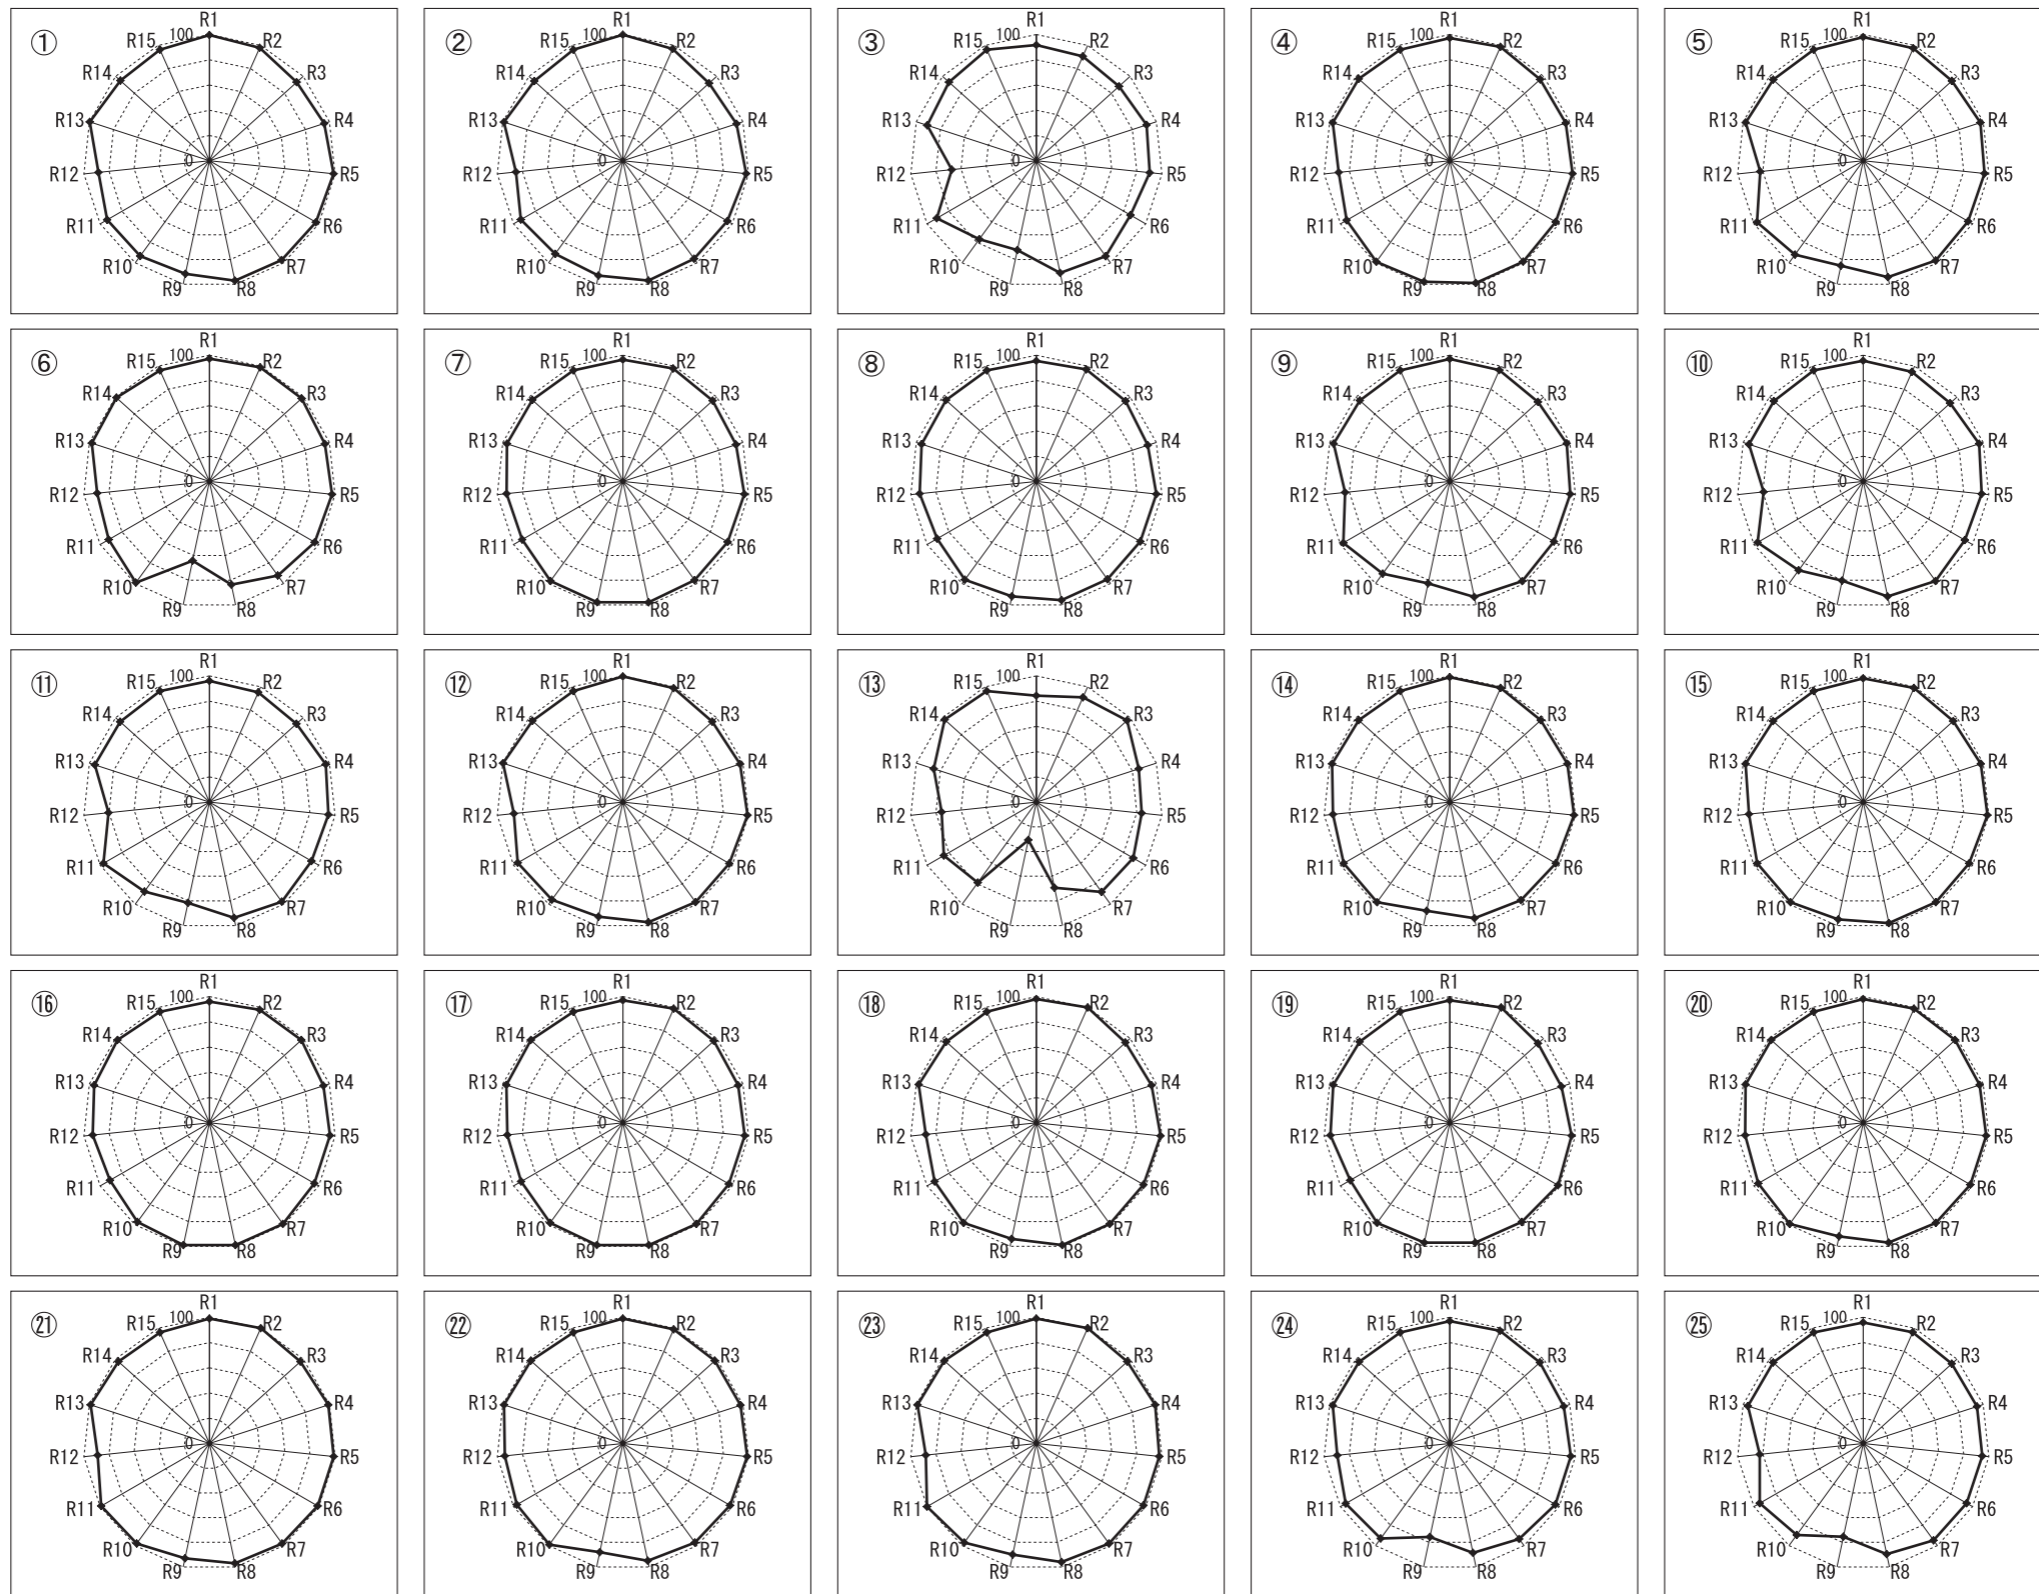 ① 100 0 R1 R2 R3 R4 R5 R6 R7 R8 R9 R10 R11 R12 R13 R14 R15
② 100 0 R1 R2 R3 R4 R5 R6 R7 R8 R9 R10 R11 R12 R13 R14 R15
③ 100 0 R1 R2 R3 R4 R5 R6 R7 R8 R9 R10 R11 R12 R13 R14 R15
④ 100 0 R1 R2 R3 R4 R5 R6 R7 R8 R9 R10 R11 R12 R13 R14 R15
⑤ 100 0 R1 R2 R3 R4 R5 R6 R7 R8 R9 R10 R11 R12 R13 R14 R15
⑥ 100 0 R1 R2 R3 R4 R5 R6 R7 R8 R9 R10 R11 R12 R13 R14 R15
⑦ 100 0 R1 R2 R3 R4 R5 R6 R7 R8 R9 R10 R11 R12 R13 R14 R15
⑧ 100 0 R1 R2 R3 R4 R5 R6 R7 R8 R9 R10 R11 R12 R13 R14 R15
⑨ 100 0 R1 R2 R3 R4 R5 R6 R7 R8 R9 R10 R11 R12 R13 R14 R15
⑩ 100 0 R1 R2 R3 R4 R5 R6 R7 R8 R9 R10 R11 R12 R13 R14 R15
⑪ 100 0 R1 R2 R3 R4 R5 R6 R7 R8 R9 R10 R11 R12 R13 R14 R15
⑫ 100 0 R1 R2 R3 R4 R5 R6 R7 R8 R9 R10 R11 R12 R13 R14 R15
⑬ 100 0 R1 R2 R3 R4 R5 R6 R7 R8 R9 R10 R11 R12 R13 R14 R15
⑭ 100 0 R1 R2 R3 R4 R5 R6 R7 R8 R9 R10 R11 R12 R13 R14 R15
⑮ 100 0 R1 R2 R3 R4 R5 R6 R7 R8 R9 R10 R11 R12 R13 R14 R15
⑯ 100 0 R1 R2 R3 R4 R5 R6 R7 R8 R9 R10 R11 R12 R13 R14 R15
⑰ 100 0 R1 R2 R3 R4 R5 R6 R7 R8 R9 R10 R11 R12 R13 R14 R15
⑱ 100 0 R1 R2 R3 R4 R5 R6 R7 R8 R9 R10 R11 R12 R13 R14 R15
⑲ 100 0 R1 R2 R3 R4 R5 R6 R7 R8 R9 R10 R11 R12 R13 R14 R15
⑳ 100 0 R1 R2 R3 R4 R5 R6 R7 R8 R9 R10 R11 R12 R13 R14 R15
㉑ 100 0 R1 R2 R3 R4 R5 R6 R7 R8 R9 R10 R11 R12 R13 R14 R15
㉒ 100 0 R1 R2 R3 R4 R5 R6 R7 R8 R9 R10 R11 R12 R13 R14 R15
㉓ 100 0 R1 R2 R3 R4 R5 R6 R7 R8 R9 R10 R11 R12 R13 R14 R15
㉔ 100 0 R1 R2 R3 R4 R5 R6 R7 R8 R9 R10 R11 R12 R13 R14 R15
㉕ 100 0 R1 R2 R3 R4 R5 R6 R7 R8 R9 R10 R11 R12 R13 R14 R15